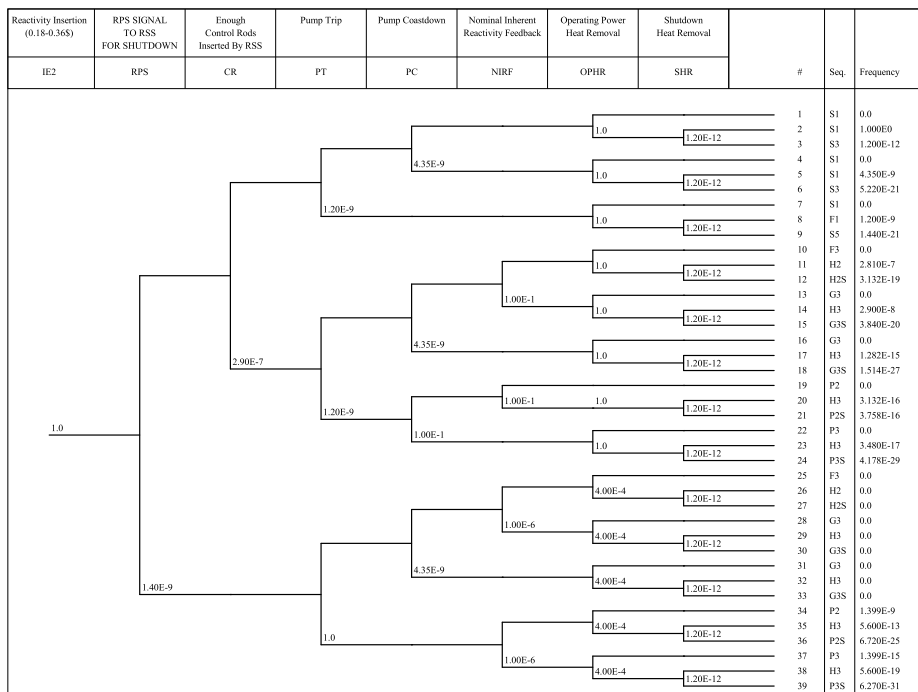 Reactivity Insertion RPS SIGNAL Enough Pump Trip Pump Coastdown Nominal Inherent Operating Power Shutdown
(0.18-0.36$) TO RSS Control Rods Reactivity Feedback Heat Removal Heat Removal
FOR SHUTDOWN Inserted By RSS
IE2 RPS CR PT PC NIRF OPHR SHR # Seq. Frequency
1 S1 0.0
1.0 2 S1 1.000E0
1.20E-12 3 S3 1.200E-12
4.35E-9 4 S1 0.0
1.0 5 S1 4.350E-9
1.20E-12 6 S3 5.220E-21
1.20E-9 7 S1 0.0
1.0 8 F1 1.200E-9
1.20E-12 9 S5 1.440E-21
10 F3 0.0
1.0 11 H2 2.810E-7
1.20E-12 12 H2S 3.132E-19
1.00E-1 13 G3 0.0
1.0 14 H3 2.900E-8
1.20E-12 15 G3S 3.840E-20
4.35E-9 16 G3 0.0
2.90E-7 1.0 17 H3 1.282E-15
1.20E-12 18 G3S 1.514E-27
19 P2 0.0
1.20E-9 1.00E-1 1.0 20 H3 3.132E-16
1.20E-12 21 P2S 3.758E-16
1.0 1.00E-1 22 P3 0.0
1.0 23 H3 3.480E-17
1.20E-12 24 P3S 4.178E-29
25 F3 0.0
4.00E-4 26 H2 0.0
1.20E-12 27 H2S 0.0
1.00E-6 28 G3 0.0
4.00E-4 29 H3 0.0
1.20E-12 30 G3S 0.0
4.35E-9 31 G3 0.0
1.40E-9 4.00E-4 32 H3 0.0
1.20E-12 33 G3S 0.0
34 P2 1.399E-9
4.00E-4 35 H3 5.600E-13
1.0 1.20E-12 36 P2S 6.720E-25
1.00E-6 37 P3 1.399E-15
4.00E-4 38 H3 5.600E-19
1.20E-12 39 P3S 6.270E-31